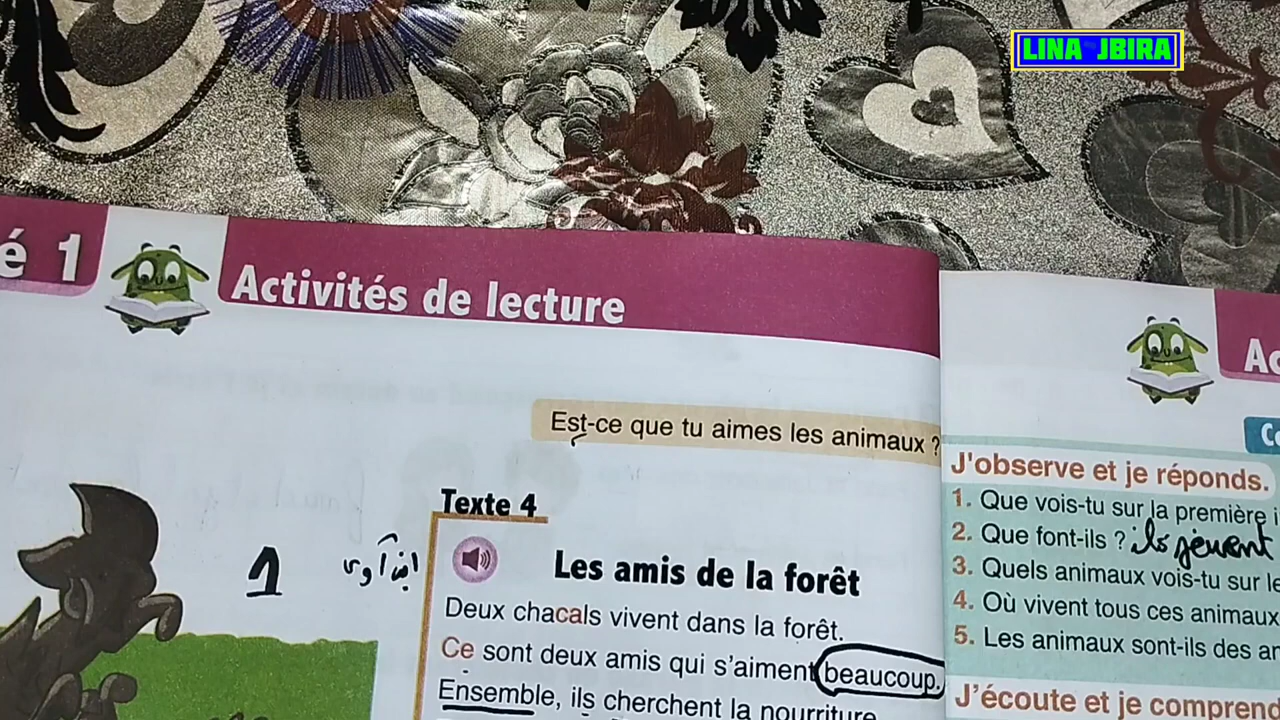 LINA JBIRA
é 1
Activités de lecture
Est-ce que tu aimes les animaux ?
Texte 4
1
Les amis de la forêt
Deux chacals vivent dans la forêt.
Ce sont deux amis qui s'aiment beaucoup.
Ensemble, ils cherchent la nourriture
J'observe et je réponds.
1. Que vois-tu sur la première
2. Que font-ils ? ils jeuent
3. Quels animaux vois-tu sur le
4. Où vivent tous ces animaux
5. Les animaux sont-ils des
J'écoute et je comprend